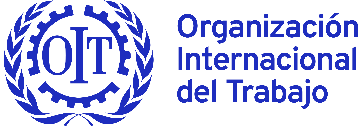 OIT
Organización
Internacional
del Trabajo